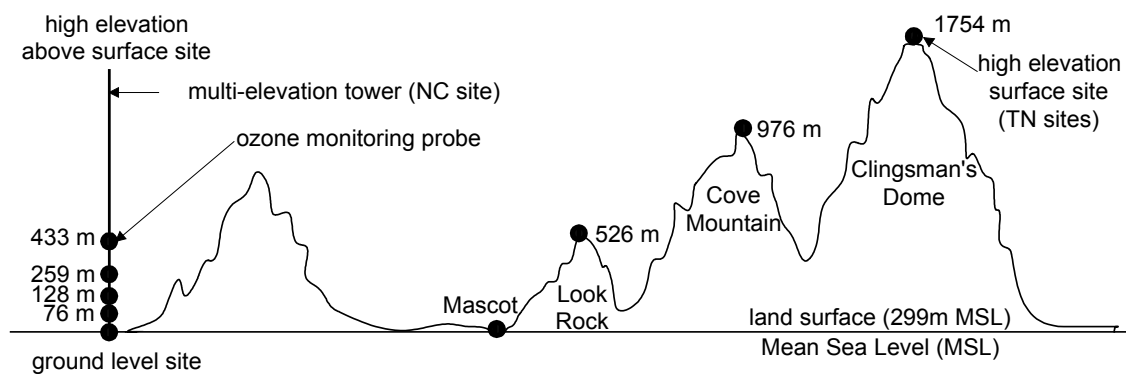 high elevation
above surface site
multi-elevation tower (NC site)
ozone monitoring probe
433 m
259 m
128 m
76 m
ground level site
Mascot
526 m
Look
Rock
976 m
Cove
Mountain
1754 m
high elevation
surface site
(TN sites)
Clingsman's
Dome
land surface (299m MSL)
Mean Sea Level (MSL)